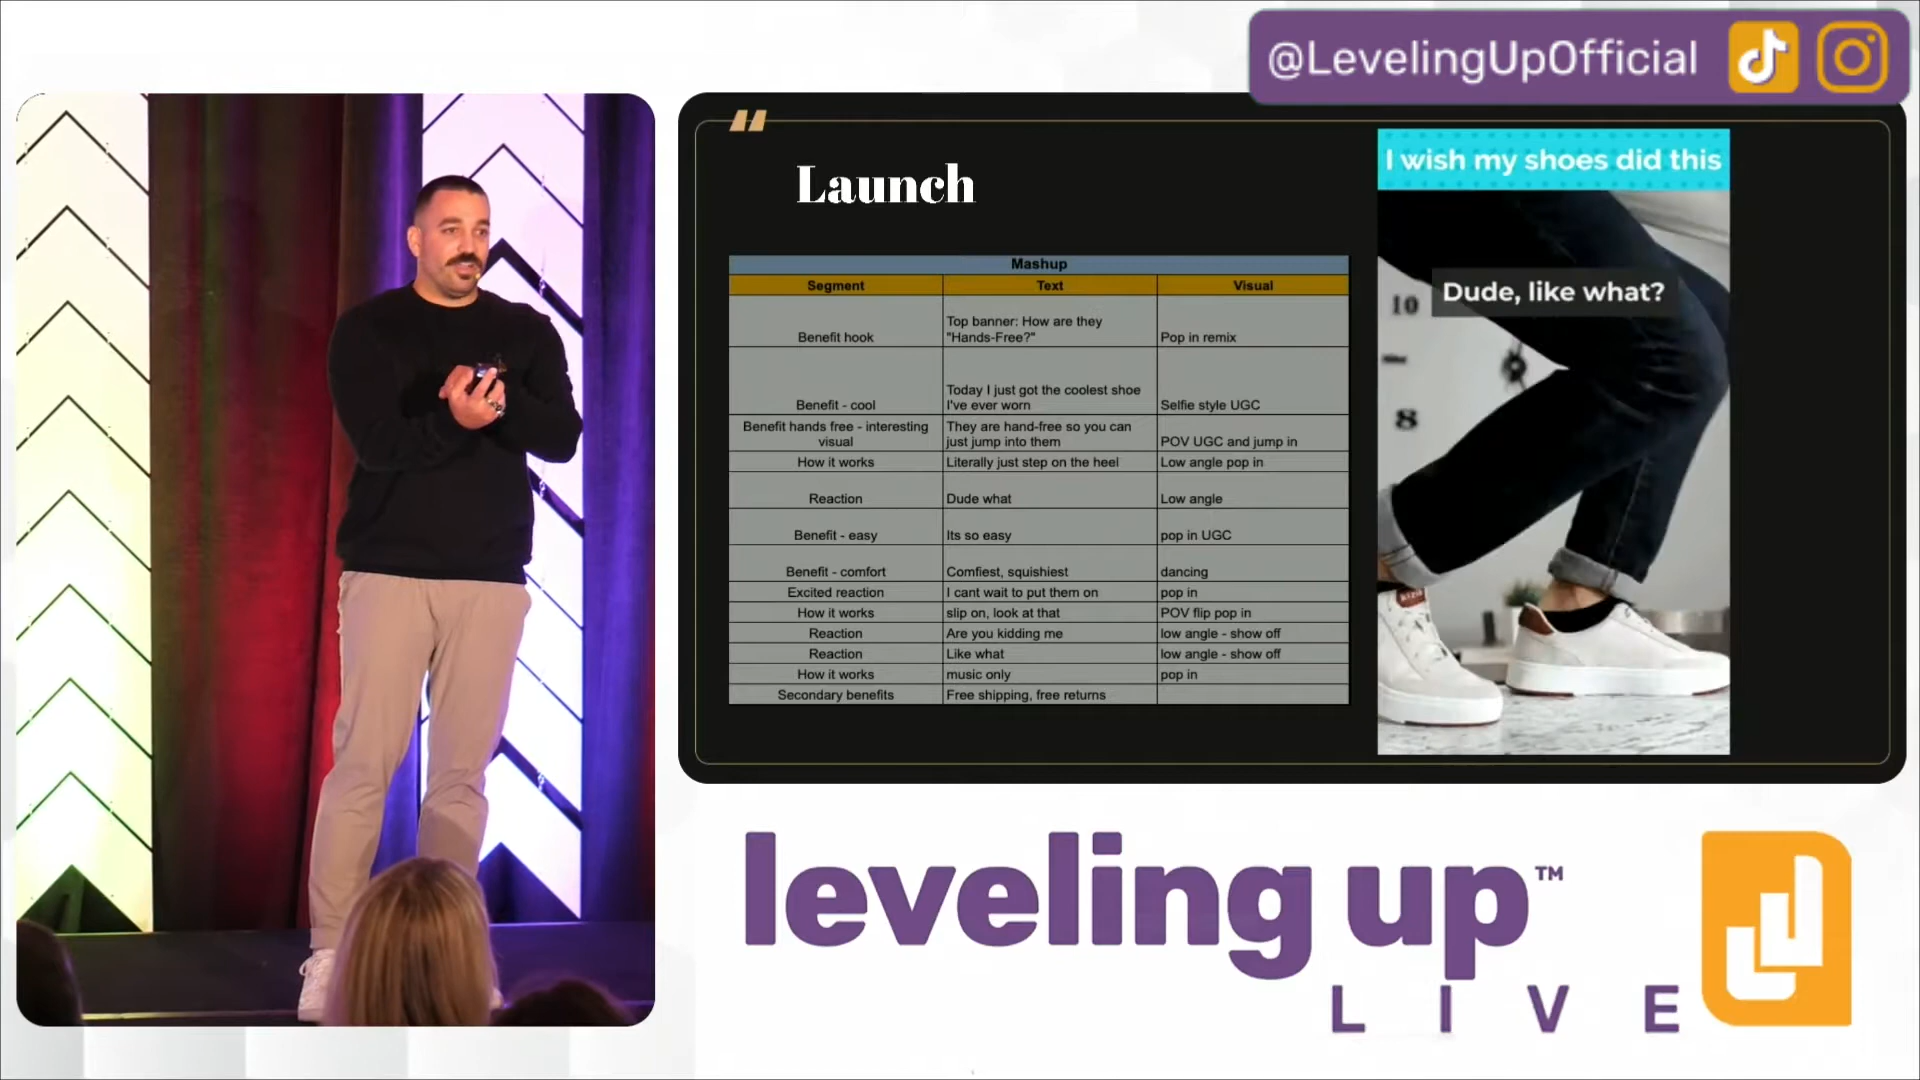 @LevelingUpOfficial
Launch
Mashup
Segment Text Visual
Benefit hook Top banner: How are they "Hands-Free?" Pop in remix
Benefit - cool Today I just got the coolest shoe I've ever worn Selfie style UGC
Benefit hands free - interesting visual They are hand-free so you can just jump into them POV UGC and jump in
How it works Literally just step on the heel Low angle pop in
Reaction Dude what Low angle
Benefit - easy Its so easy pop in UGC
Benefit - comfort Comfiest, squishiest dancing
Excited reaction I cant wait to put them on pop in
How it works slip on, look at that POV flip pop in
Reaction Are you kidding me low angle - show off
Reaction Like what low angle - show off
How it works music only pop in
Secondary benefits Free shipping, free returns
I wish my shoes did this
Dude, like what?
10
8
leveling up™
LIVE